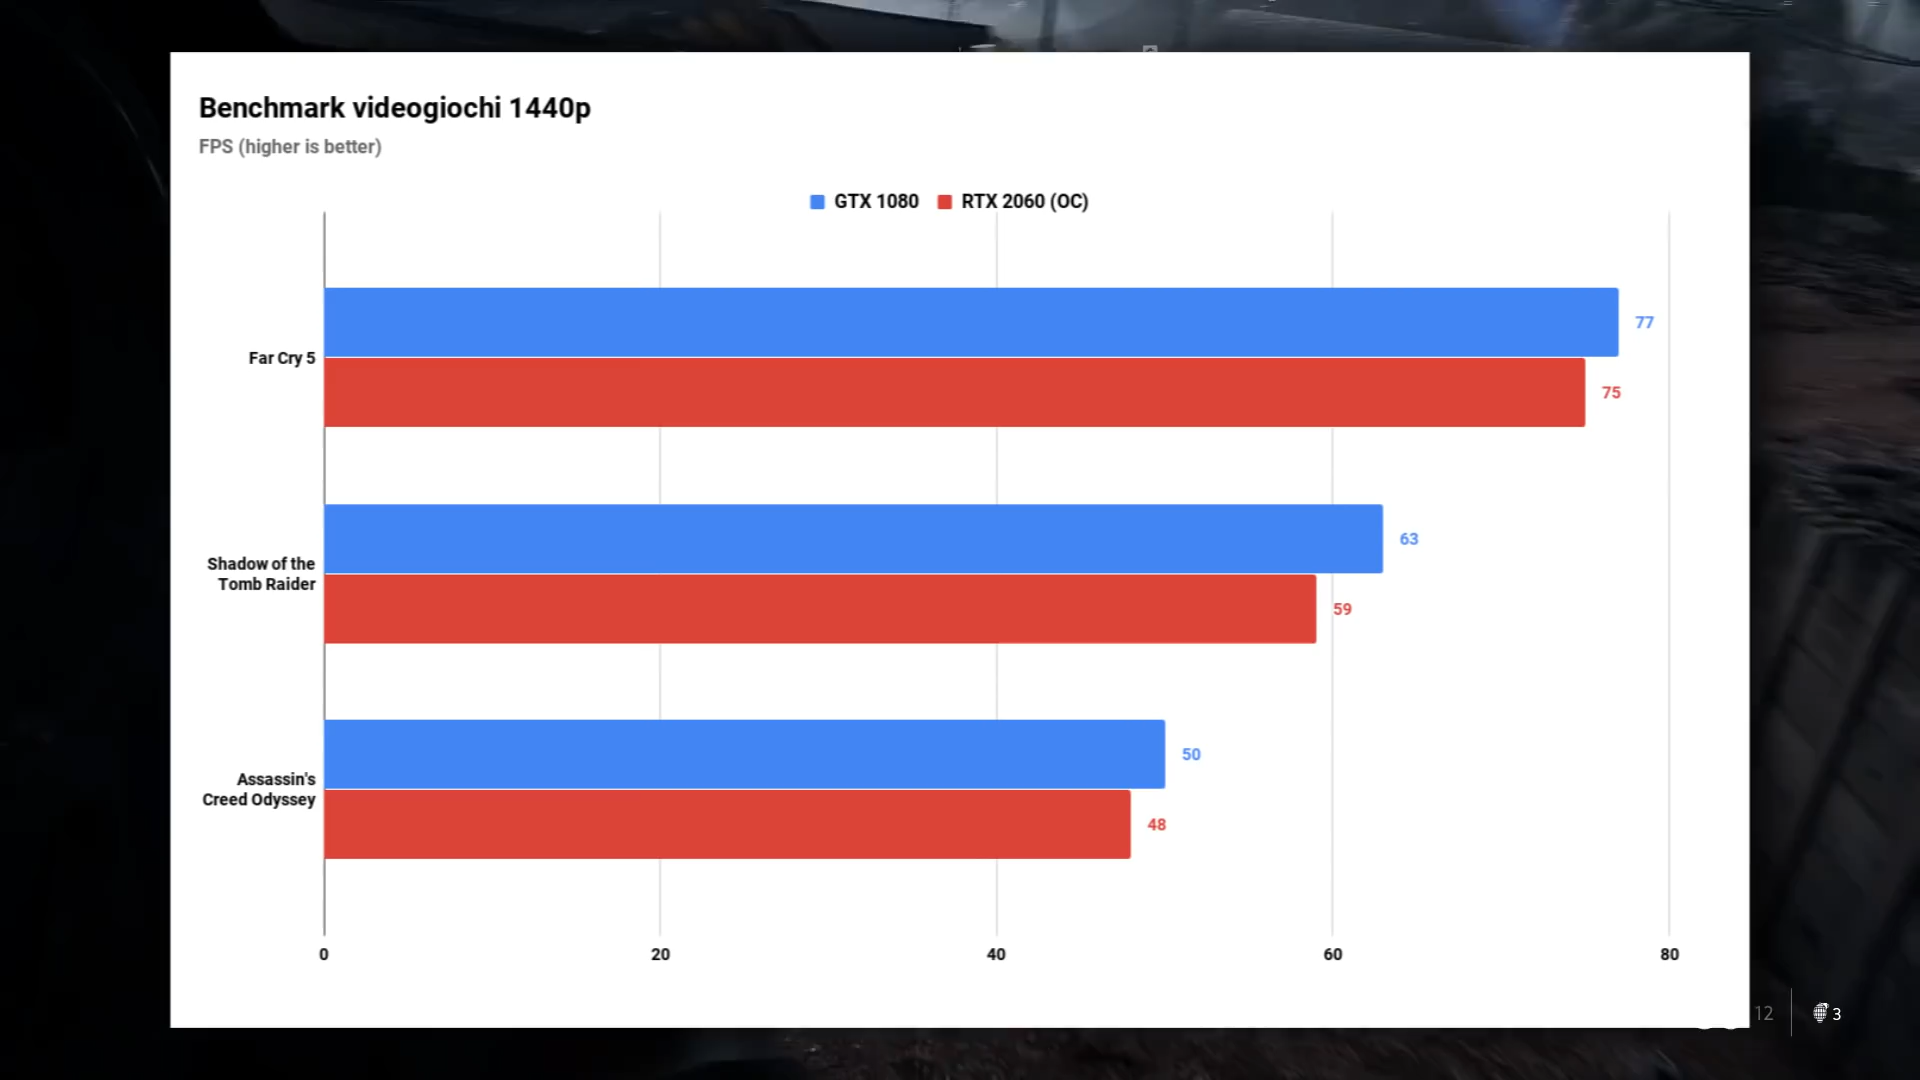 Benchmark videogiochi 1440p
FPS (higher is better)
GTX 1080 RTX 2060 (OC)
Far Cry 5
77
75
Shadow of the
Tomb Raider
63
59
Assassin's
Creed Odyssey
50
48
0 20 40 60 80
12 3